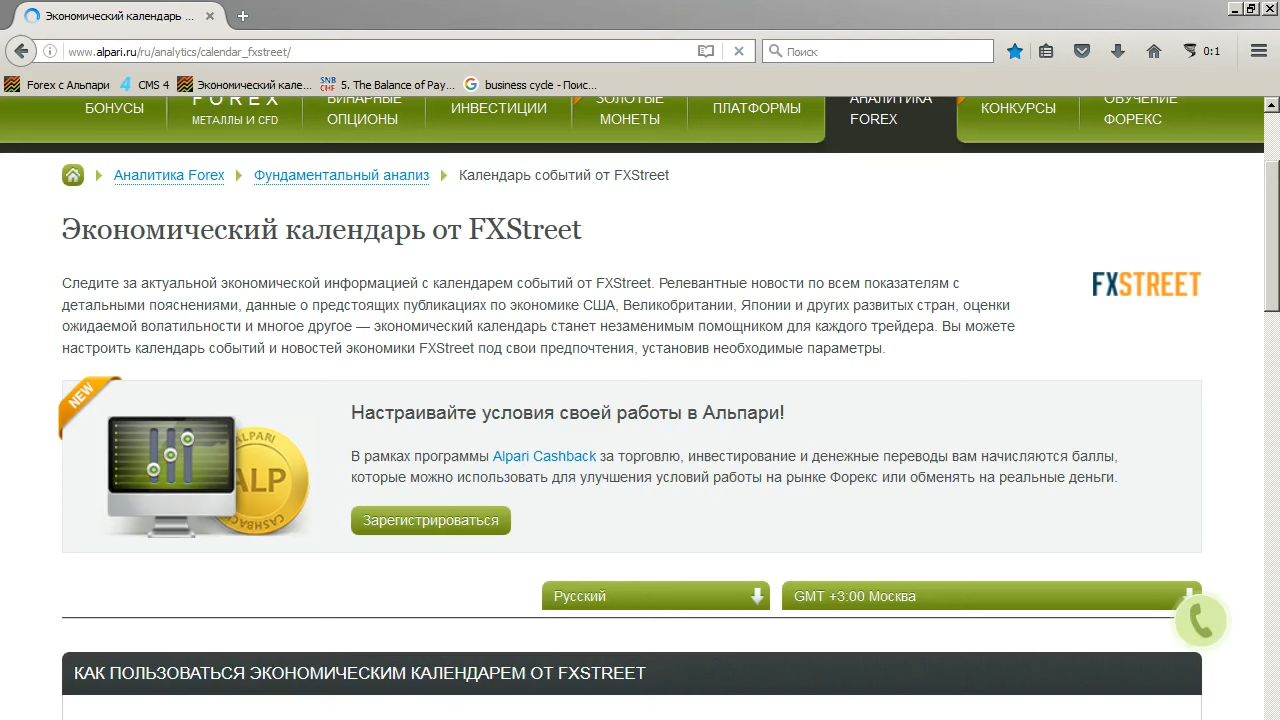 Экономический календарь ...
www.alpari.ru/ru/analytics/calendar_fxstreet/
Поиск
0:1
Forex с Альпари
CMS 4
Экономический кале...
SNB CMF 5. The Balance of Pay...
business cycle - Поис...
БОНУСЫ
FOREX
МЕТАЛЛЫ И CFD
БИНАРНЫЕ
ОПЦИОНЫ
ИНВЕСТИЦИИ
ЗОЛОТЫЕ
МОНЕТЫ
ПЛАТФОРМЫ
АНАЛИТИКА
FOREX
КОНКУРСЫ
ОБУЧЕНИЕ
ФОРЕКС
Аналитика Forex
Фундаментальный анализ
Календарь событий от FXStreet
Экономический календарь от FXStreet
Следите за актуальной экономической информацией с календарем событий от FXStreet. Релевантные новости по всем показателям с
детальными пояснениями, данные о предстоящих публикациях по экономике США, Великобритании, Японии и других развитых стран, оценки
ожидаемой волатильности и многое другое — экономический календарь станет незаменимым помощником для каждого трейдера. Вы можете
настроить календарь событий и новостей экономики FXStreet под свои предпочтения, установив необходимые параметры.
FXSTREET
NEW
ALPARI
ALP
CASHBACK
Настраивайте условия своей работы в Альпари!
В рамках программы Alpari Cashback за торговлю, инвестирование и денежные переводы вам начисляются баллы,
которые можно использовать для улучшения условий работы на рынке Форекс или обменять на реальные деньги.
Зарегистрироваться
Русский
GMT +3:00 Москва
КАК ПОЛЬЗОВАТЬСЯ ЭКОНОМИЧЕСКИМ КАЛЕНДАРЕМ ОТ FXSTREET